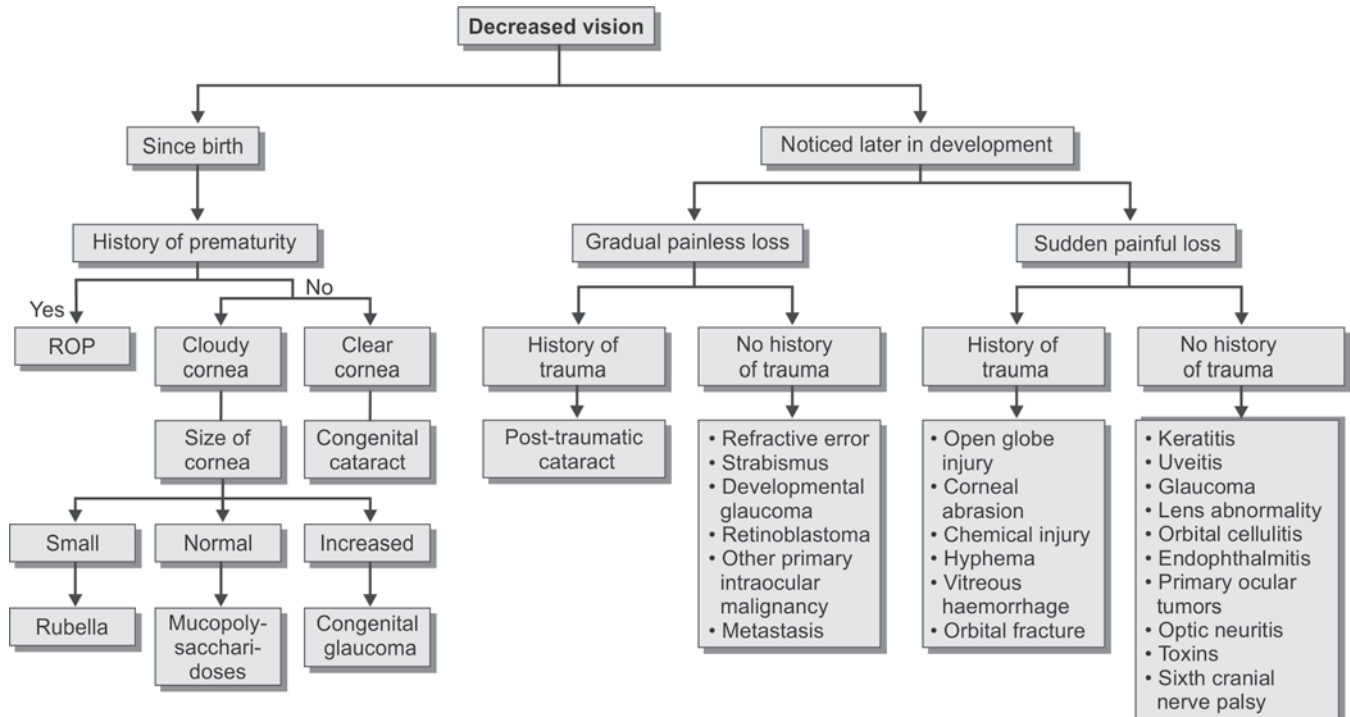 Decreased vision
Since birth
Noticed later in development
History of prematurity
Gradual painless loss
Sudden painful loss
Yes
No
ROP
Cloudy
cornea
Clear
cornea
History of
trauma
No history
of trauma
History of
trauma
No history
of trauma
Size of
cornea
Congenital
cataract
Post-traumatic
cataract
• Refractive error
• Strabismus
• Developmental
glaucoma
• Retinoblastoma
• Other primary
intraocular
malignancy
• Metastasis
• Open globe
injury
• Corneal
abrasion
• Chemical injury
• Hyphema
• Vitreous
haemorrhage
• Orbital fracture
• Keratitis
• Uveitis
• Glaucoma
• Lens abnormality
• Orbital cellulitis
• Endophthalmitis
• Primary ocular
tumors
• Optic neuritis
• Toxins
• Sixth cranial
nerve palsy
Small
Normal
Increased
Rubella
Mucopoly-
sacchari-
doses
Congenital
glaucoma